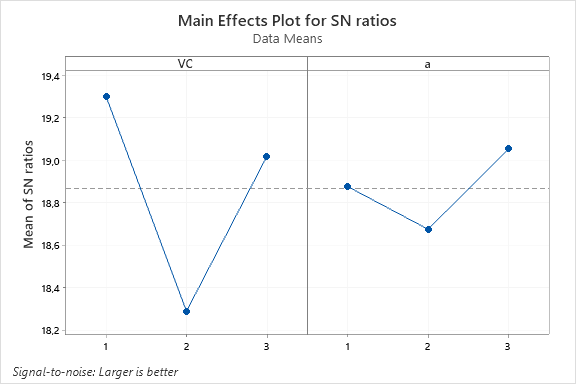 Main Effects Plot for SN ratios
Data Means
VC a
19,4
19,2
19,0
18,8
18,6
18,4
18,2
Mean of SN ratios
1 2 3 1 2 3
Signal-to-noise: Larger is better